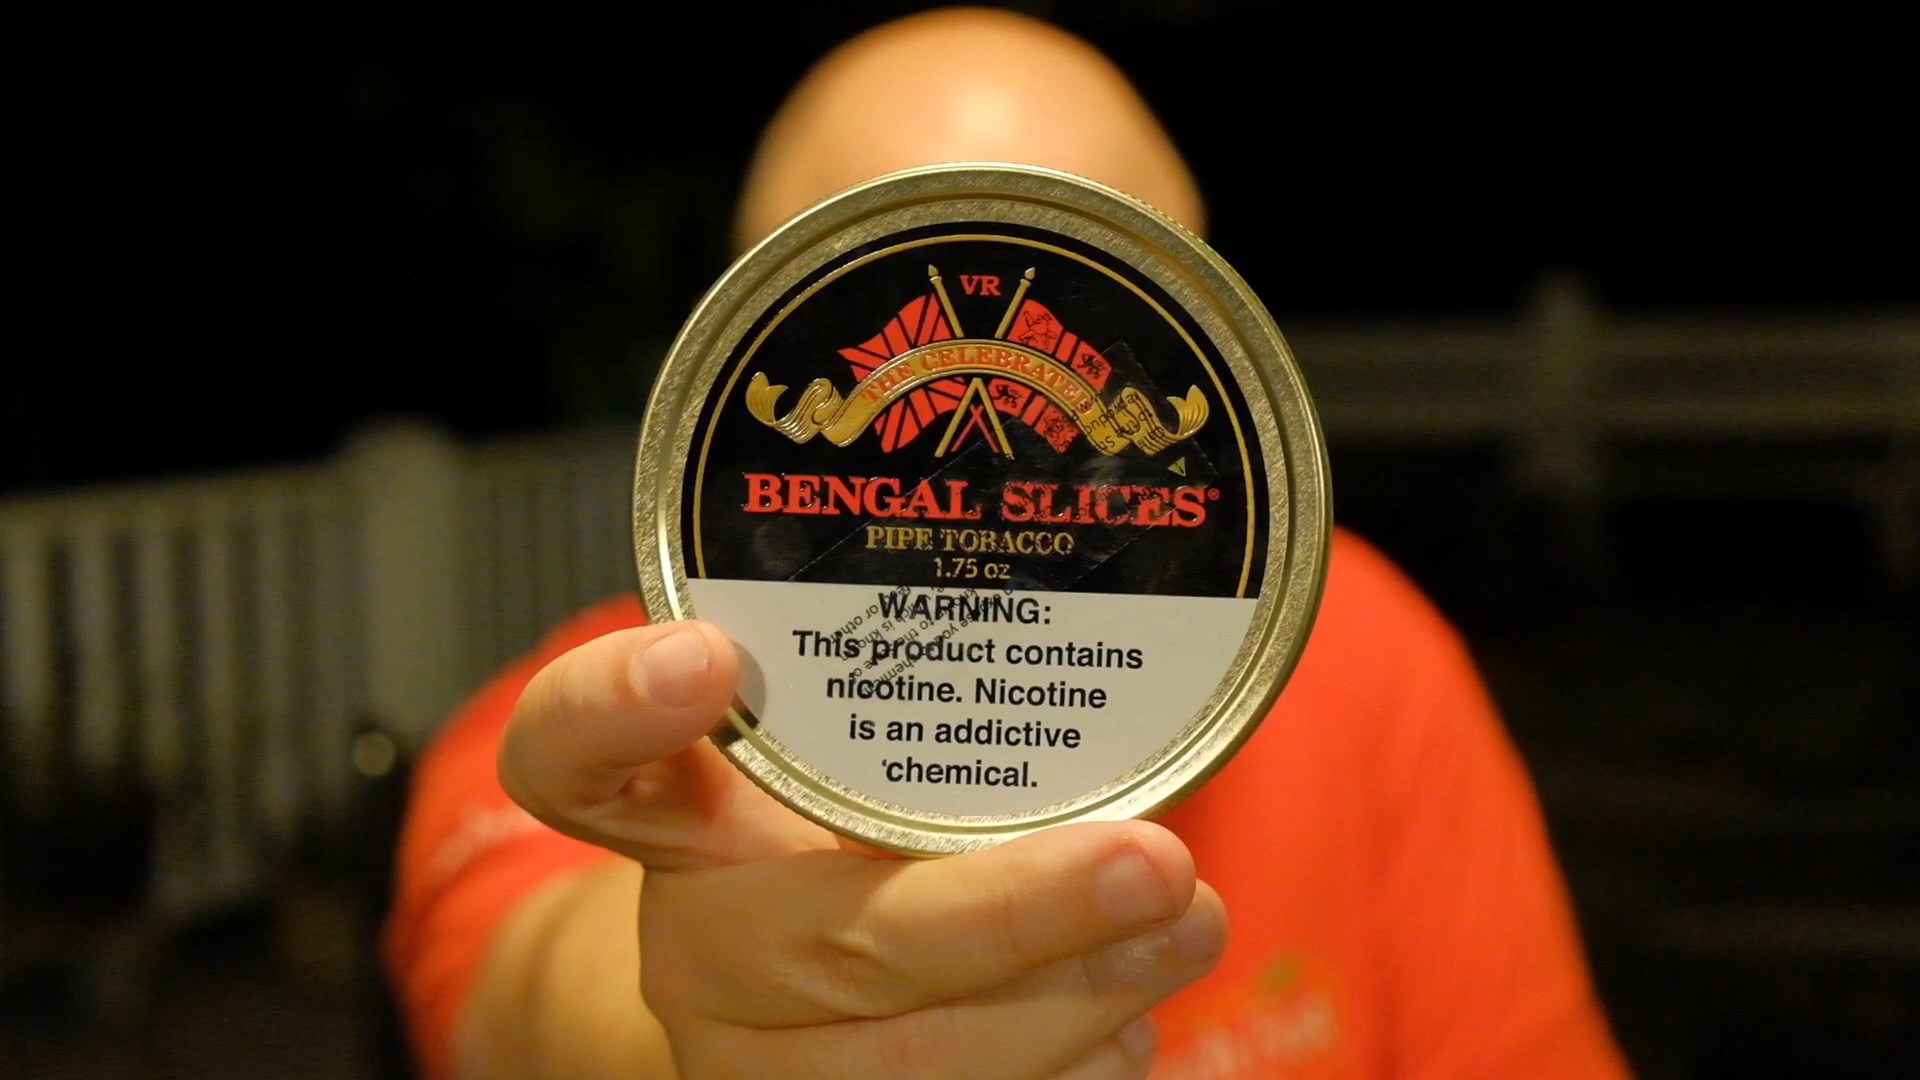 VR
THE CELEBRATED
BENGAL SLICES®
PIPE TOBACCO
1.75 oz
WARNING:
This product contains
nicotine. Nicotine
is an addictive
chemical.